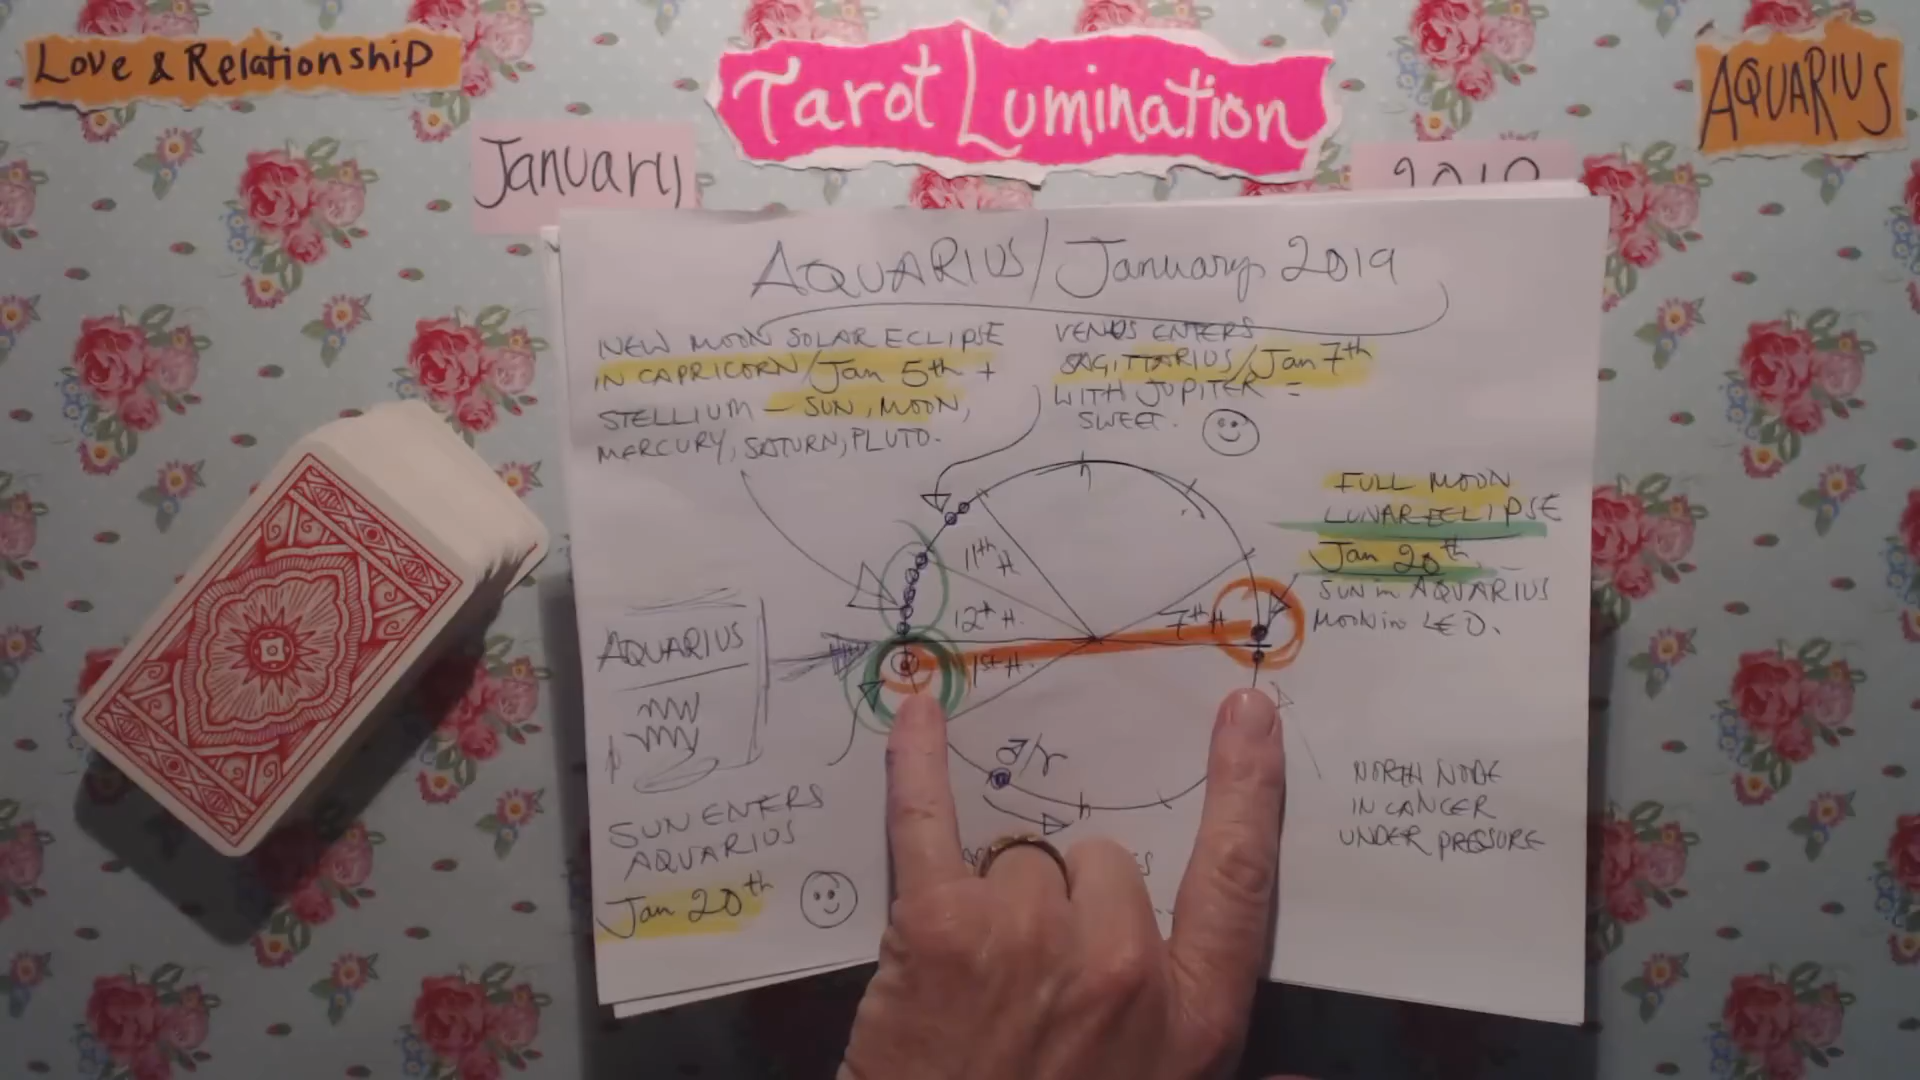 Love & Relationship
Tarot Lumination
AQUARIUS
January
2019
AQUARIUS/January 2019
NEW MOON SOLAR ECLIPSE
IN CAPRICORN/Jan 5th +
STELLIUM - SUN, MOON,
MERCURY, SATURN, PLUTO.
VENUS ENTERS
SAGITTARIUS/Jan 7th
WITH JUPITER =
SWEET.
FULL MOON
LUNAR ECLIPSE
Jan 20th
SUN in AQUARIUS
MOON in LEO.
11th H
12th H.
7th H
1st H.
AQUARIUS
♂/♈
SUN ENTERS
AQUARIUS
Jan 20th
NORTH NODE
IN CANCER
UNDER PRESSURE